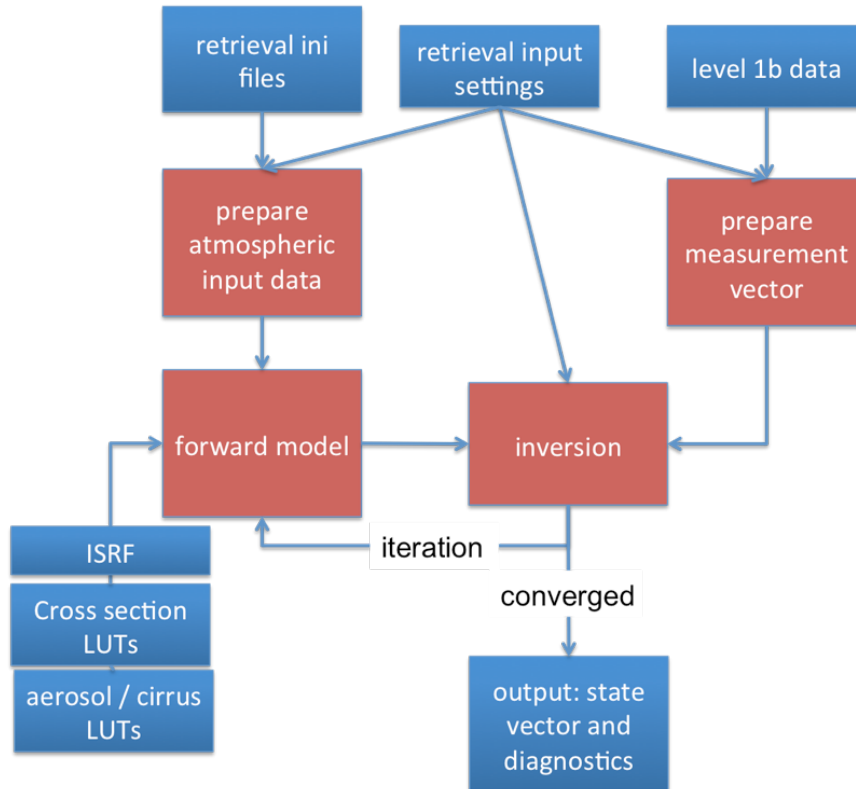 retrieval ini
files
retrieval input
settings
level 1b data
prepare
atmospheric
input data
prepare
measurement
vector
forward model
inversion
ISRF
iteration
Cross section
LUTs
converged
aerosol / cirrus
LUTs
output: state
vector and
diagnostics